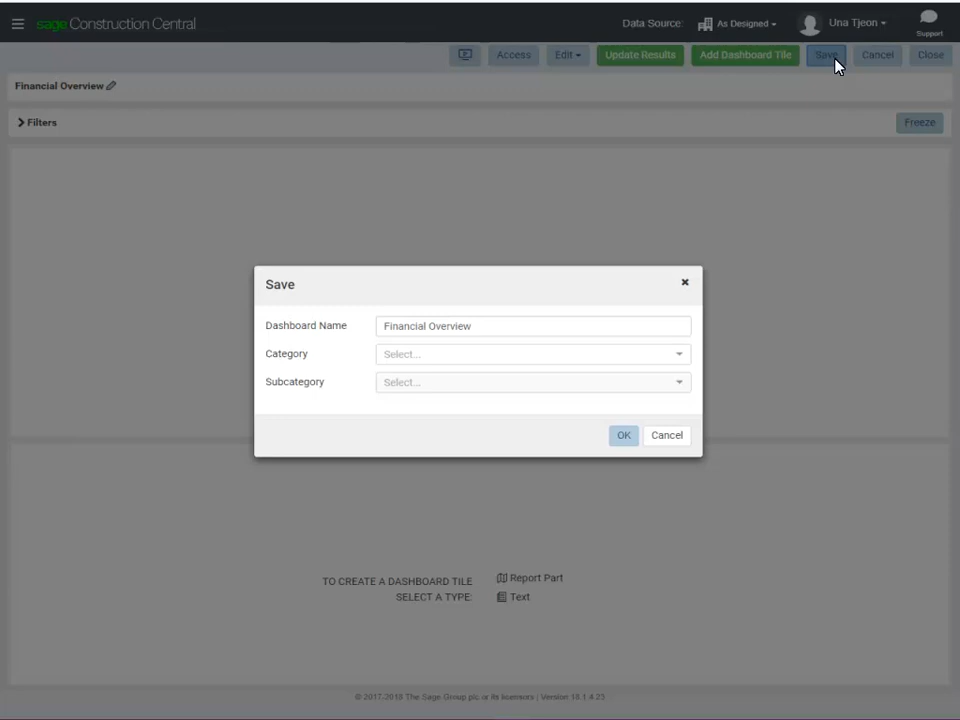 sage Construction Central
Data Source: As Designed Una Tjeon Support
Access Edit Update Results Add Dashboard Tile Save Cancel Close
Financial Overview
Filters Freeze
Save
Dashboard Name Financial Overview
Category Select...
Subcategory Select...
OK Cancel
TO CREATE A DASHBOARD TILE
SELECT A TYPE:
Report Part
Text
© 2017-2018 The Sage Group plc or its licensors | Version 18.1.4.25